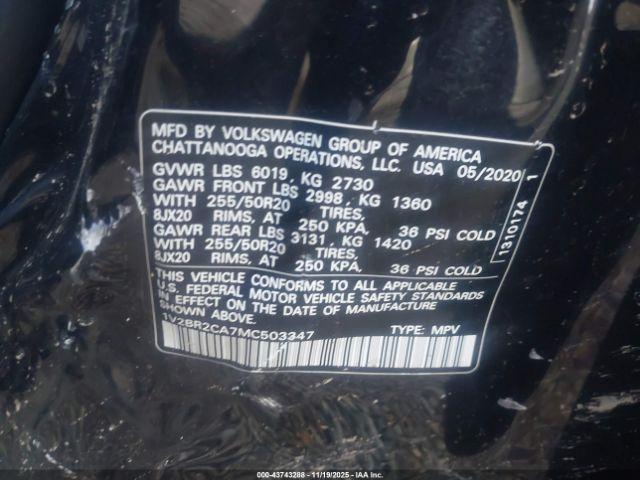 MFD BY VOLKSWAGEN GROUP OF AMERICA
CHATTANOOGA OPERATIONS, LLC. USA 05/2020
GVWR LBS 6019, KG 2730
GAWR FRONT LBS 2998, KG 1360
WITH 255/50R20 TIRES,
8JX20 RIMS, AT 250 KPA, 36 PSI COLD
GAWR REAR LBS 3131, KG 1420
WITH 255/50R20 TIRES,
8JX20 RIMS, AT 250 KPA, 36 PSI COLD
THIS VEHICLE CONFORMS TO ALL APPLICABLE
U.S. FEDERAL MOTOR VEHICLE SAFETY STANDARDS
IN EFFECT ON THE DATE OF MANUFACTURE
SHOWN ABOVE.
1V2BR2CA7MC503347 TYPE: MPV
1310174 1
000-43743288 - 11/19/2025 - IAA Inc.